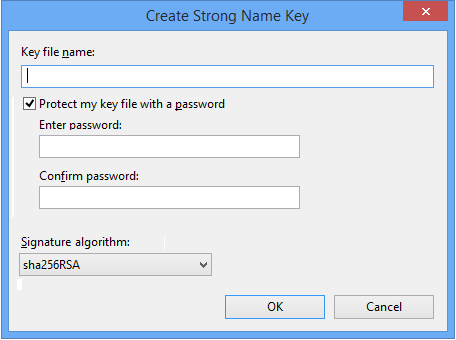 Create Strong Name Key
Key file name:
Protect my key file with a password
Enter password:
Confirm password:
Signature algorithm:
sha256RSA
OK Cancel